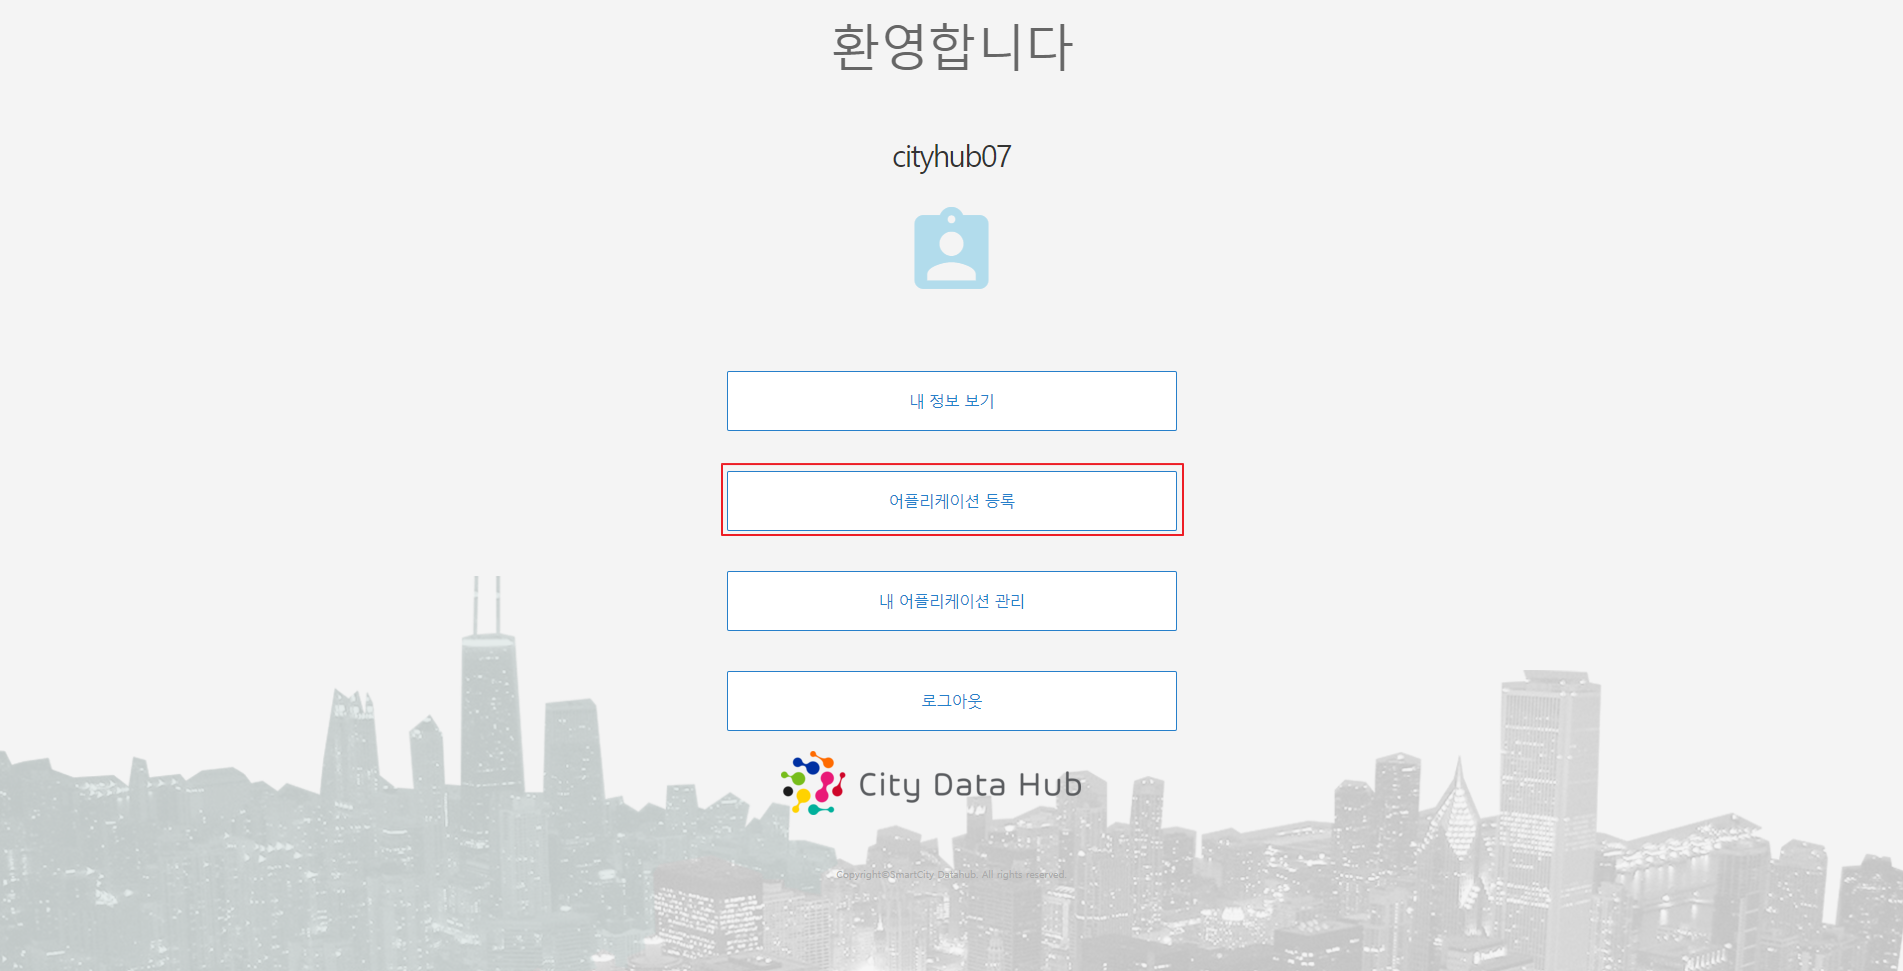 환영합니다
cityhub07
내 정보 보기
어플리케이션 등록
내 어플리케이션 관리
로그아웃
City Data Hub
Copyright©SmartCity Datahub. All rights reserved.